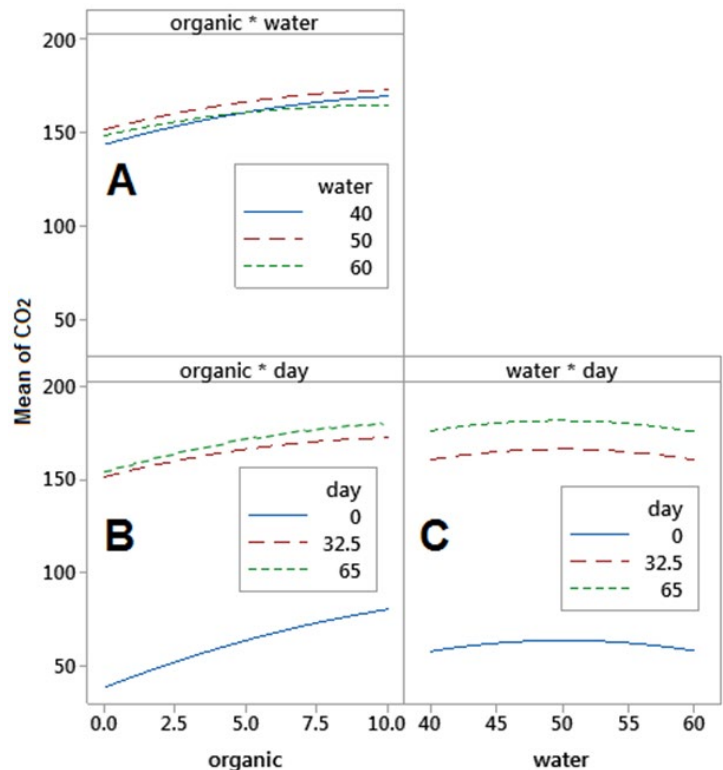 organic * water
200
150
100
50
A
water
40
50
60
Mean of CO2
organic * day
water * day
200
150
100
50
B
day
0
32.5
65
C
day
0
32.5
65
0.0 2.5 5.0 7.5 10.0 40 45 50 55 60
organic water